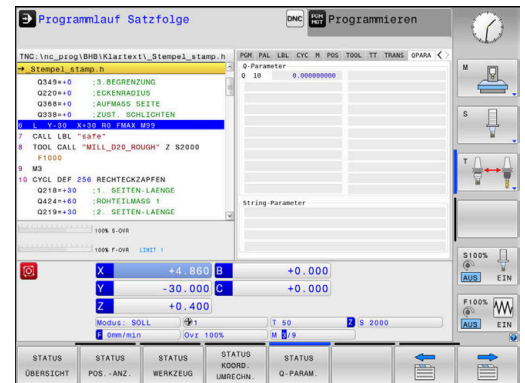 Programmlauf Satzfolge
DNC
PGM MGT
Programmieren
TNC:\nc_prog\BHB\Klartext\_Stempel_stamp.h
→_Stempel_stamp.h
Q349=+0 ;3.BEGRENZUNG
Q220=+0 ;ECKENRADIUS
Q368=+0 ;AUFMASS SEITE
Q338=+0 ;ZUST. SCHLICHTEN
6 L Y-30 X+30 R0 FMAX M99
7 CALL LBL "safe"
8 TOOL CALL "MILL_D20_ROUGH" Z S2000
F1000
9 M3
10 CYCL DEF 256 RECHTECKZAPFEN
Q218=+30 ;1. SEITEN-LAENGE
Q424=+60 ;ROHTEILMASS 1
Q219=+30 ;2. SEITEN-LAENGE
100% S-OVR
100% F-OVR LIMIT 1
PGM PAL LBL CYC M POS TOOL TT TRANS QPARA
Q-Parameter
Q 10 0.000000000
String-Parameter
X +4.860 B +0.000
Y -30.000 C +0.000
Z +0.400
Modus: SOLL 1 T 50 Z S 2000
F 0mm/min Ovr 100% M 5/9
STATUS ÜBERSICHT
STATUS POS.-ANZ.
STATUS WERKZEUG
STATUS KOORD. UMRECHN.
STATUS Q-PARAM.
M
S
T
S100%
AUS EIN
F100%
AUS EIN